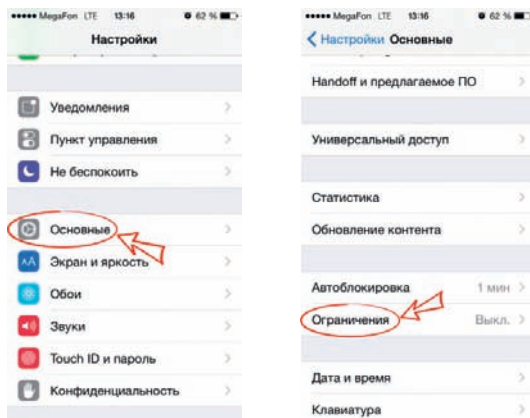 MegaFon LTE 13:16 62 %
Настройки
Уведомления
Пункт управления
Не беспокоить
Основные
Экран и яркость
Обои
Звуки
Touch ID и пароль
Конфиденциальность
MegaFon LTE 13:16 62 %
Настройки Основные
Handoff и предлагаемое ПО
Универсальный доступ
Статистика
Обновление контента
Автоблокировка 1 мин
Ограничения Выкл.
Дата и время
Клавиатура